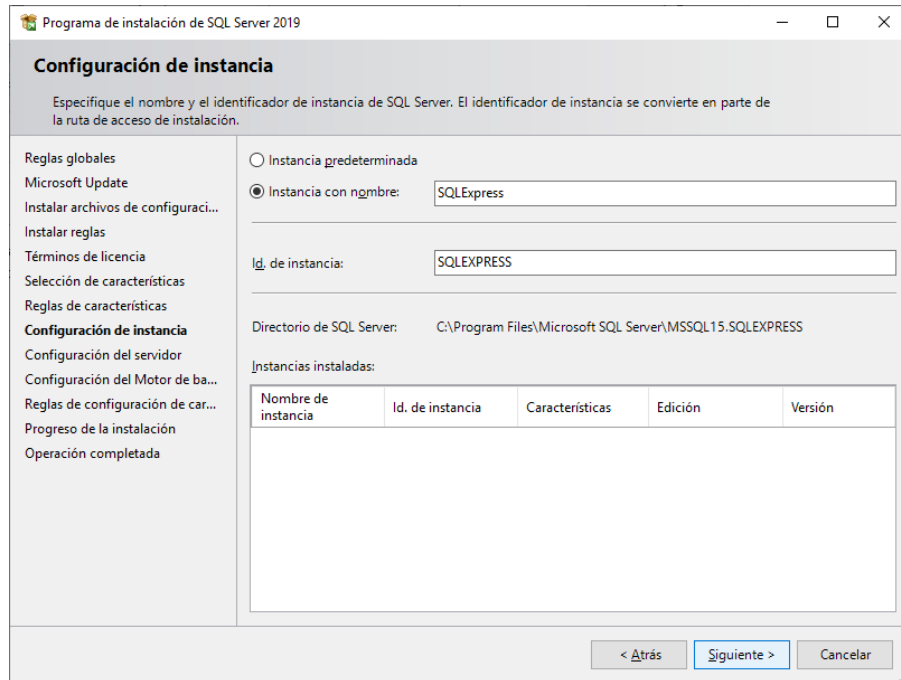 Programa de instalación de SQL Server 2019
Configuración de instancia
Especifique el nombre y el identificador de instancia de SQL Server. El identificador de instancia se convierte en parte de
la ruta de acceso de instalación.
Reglas globales
Microsoft Update
Instalar archivos de configuraci...
Instalar reglas
Términos de licencia
Selección de características
Reglas de características
Configuración de instancia
Configuración del servidor
Configuración del Motor de ba...
Reglas de configuración de car...
Progreso de la instalación
Operación completada
Instancia predeterminada
Instancia con nombre: SQLExpress
Id. de instancia: SQLEXPRESS
Directorio de SQL Server: C:\Program Files\Microsoft SQL Server\MSSQL15.SQLEXPRESS
Instancias instaladas:
Nombre de
instancia Id. de instancia Características Edición Versión
< Atrás Siguiente > Cancelar